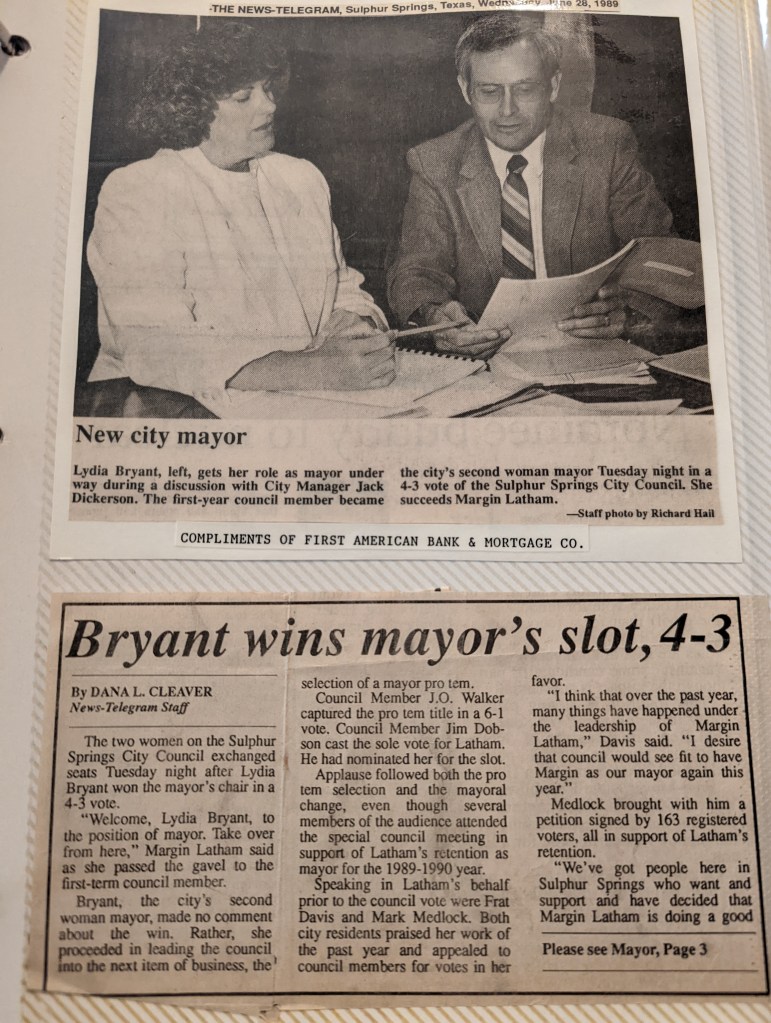 -THE NEWS-TELEGRAM, Sulphur Springs, Texas, Wednesday, June 28, 1989
New city mayor
Lydia Bryant, left, gets her role as mayor under
way during a discussion with City Manager Jack
Dickerson. The first-year council member became
the city's second woman mayor Tuesday night in a
4-3 vote of the Sulphur Springs City Council. She
succeeds Margin Latham.
—Staff photo by Richard Hail
COMPLIMENTS OF FIRST AMERICAN BANK & MORTGAGE CO.
Bryant wins mayor's slot, 4-3
By DANA L. CLEAVER
News-Telegram Staff
The two women on the Sulphur
Springs City Council exchanged
seats Tuesday night after Lydia
Bryant won the mayor's chair in a
4-3 vote.
"Welcome, Lydia Bryant, to
the position of mayor. Take over
from here," Margin Latham said
as she passed the gavel to the
first-term council member.
Bryant, the city's second
woman mayor, made no comment
about the win. Rather, she
proceeded in leading the council
into the next item of business, the
selection of a mayor pro tem.
Council Member J.O. Walker
captured the pro tem title in a 6-1
vote. Council Member Jim Dob-
son cast the sole vote for Latham.
He had nominated her for the slot.
Applause followed both the pro
tem selection and the mayoral
change, even though several
members of the audience attended
the special council meeting in
support of Latham's retention as
mayor for the 1989-1990 year.
Speaking in Latham's behalf
prior to the council vote were Frat
Davis and Mark Medlock. Both
city residents praised her work of
the past year and appealed to
council members for votes in her
favor.
"I think that over the past year,
many things have happened under
the leadership of Margin
Latham," Davis said. "I desire
that council would see fit to have
Margin as our mayor again this
year."
Medlock brought with him a
petition signed by 163 registered
voters, all in support of Latham's
retention.
"We've got people here in
Sulphur Springs who want and
support and have decided that
Margin Latham is doing a good
Please see Mayor, Page 3